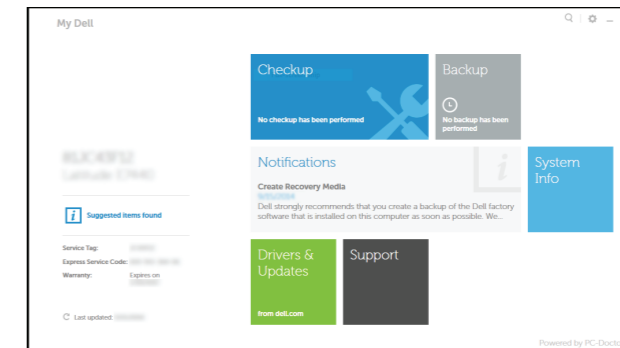 My Dell
Checkup
No checkup has been performed
Backup
No backup has been
performed
Suggested items found
Notifications
Create Recovery Media
Dell strongly recommends that you create a backup of the Dell factory
software that is installed on this computer as soon as possible. We...
System
Info
Service Tag:
Express Service Code:
Warranty: Expires on
Last updated:
Drivers &
Updates
from dell.com
Support
Powered by PC-Docto